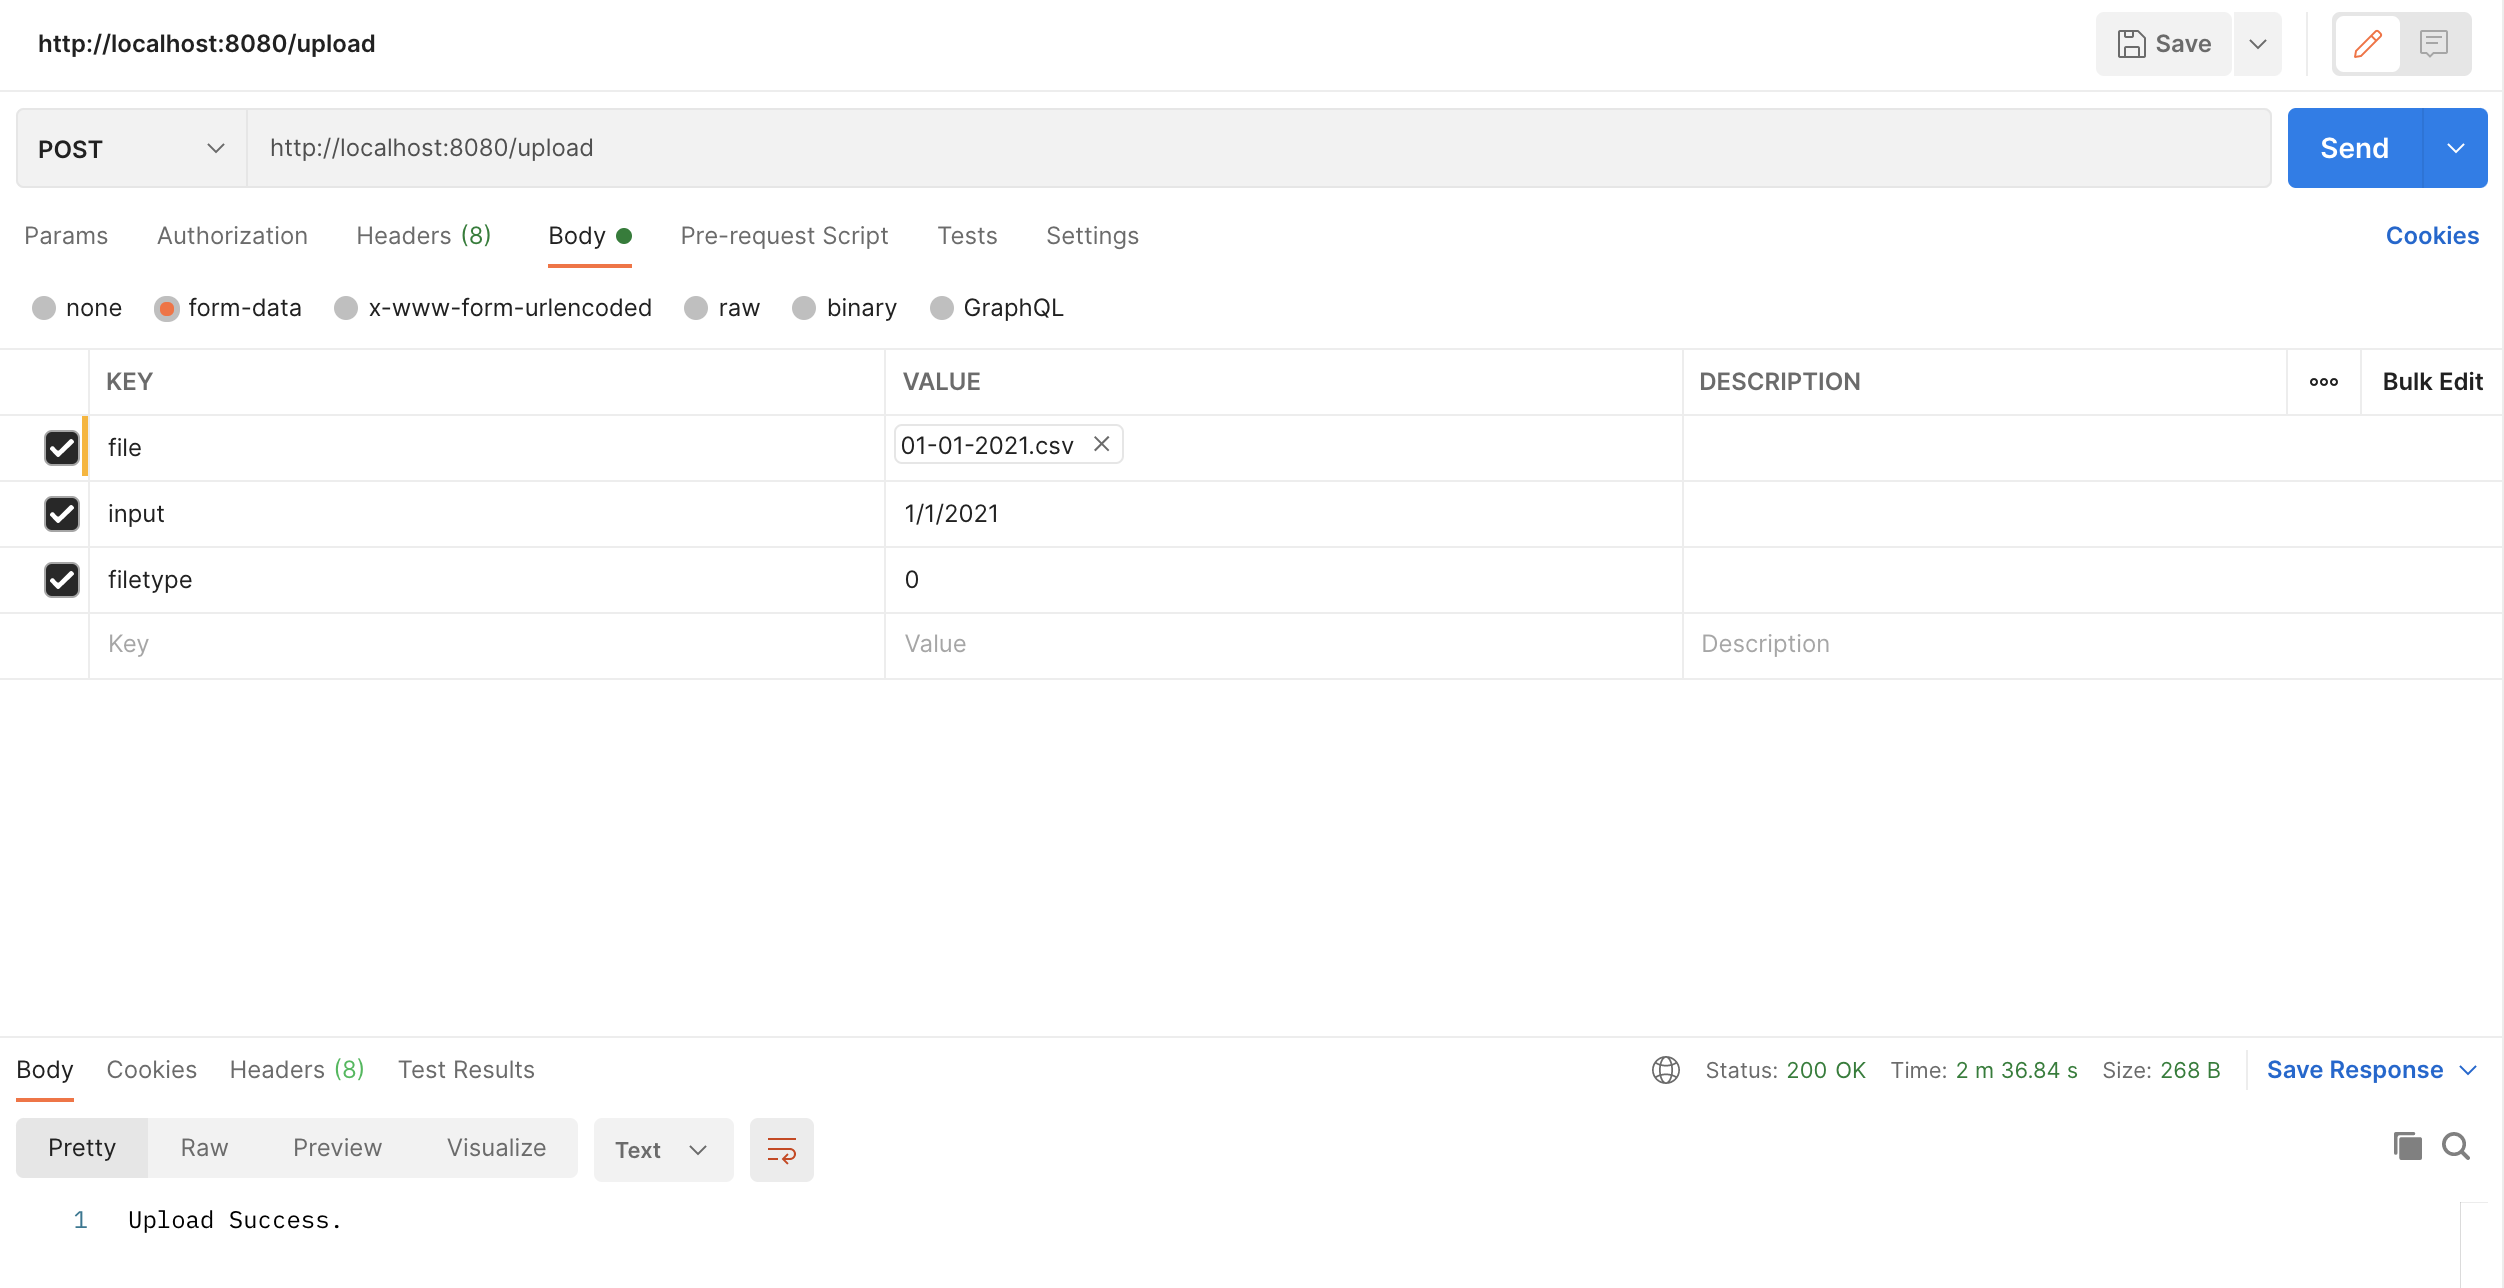 http://localhost:8080/upload Save
POST http://localhost:8080/upload Send
Params Authorization Headers (8) Body Pre-request Script Tests Settings Cookies
none form-data x-www-form-urlencoded raw binary GraphQL
KEY VALUE DESCRIPTION ooo Bulk Edit
file 01-01-2021.csv
input 1/1/2021
filetype 0
Key Value Description
Body Cookies Headers (8) Test Results Status: 200 OK Time: 2 m 36.84 s Size: 268 B Save Response
Pretty Raw Preview Visualize Text
1 Upload Success.